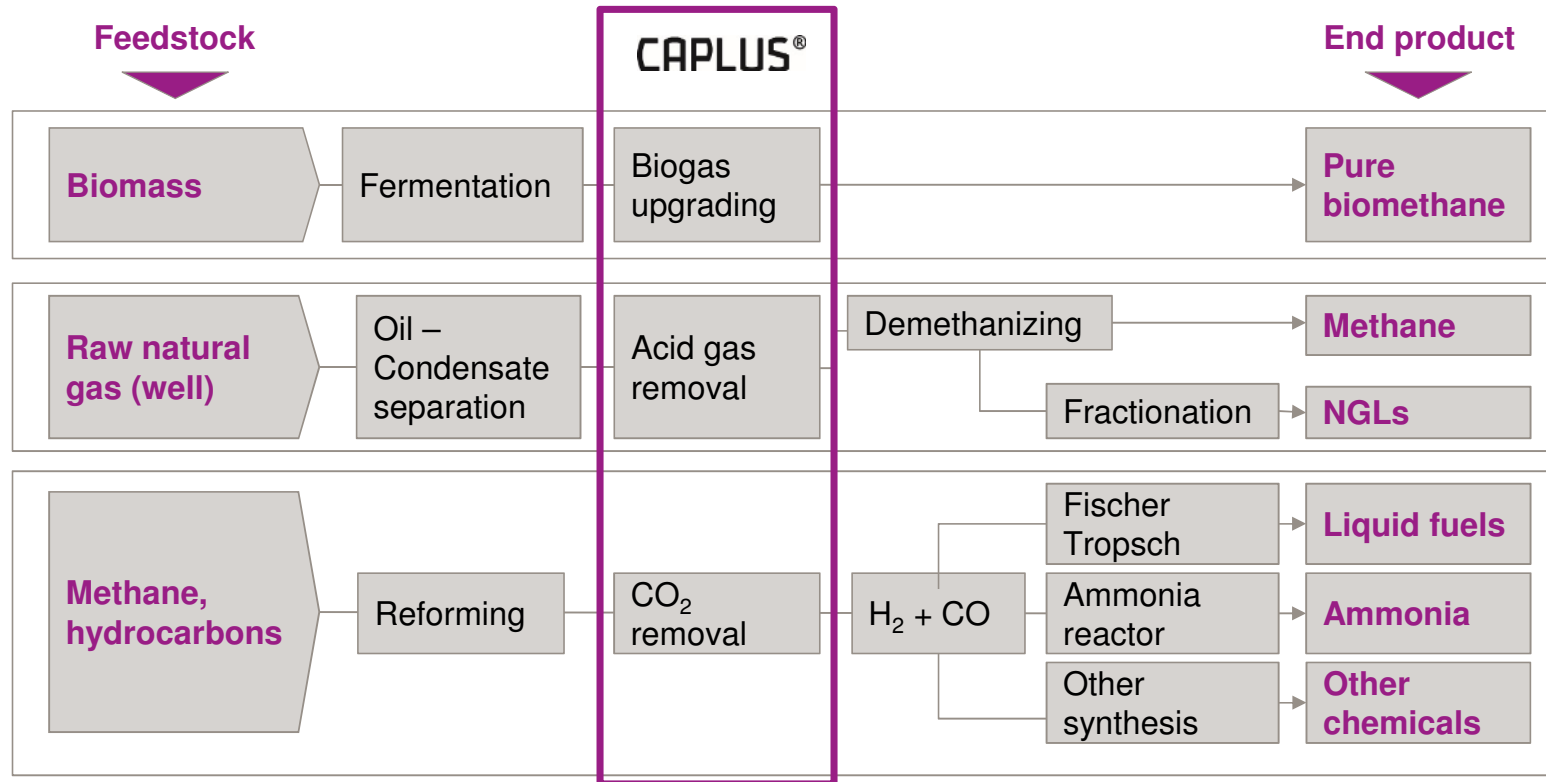 Feedstock
CAPLUS®
End product
Biomass
Fermentation
Biogas
upgrading
Pure
biomethane
Raw natural
gas (well)
Oil –
Condensate
separation
Acid gas
removal
Demethanizing
Methane
Fractionation
NGLs
Methane,
hydrocarbons
Reforming
CO₂
removal
H₂ + CO
Fischer
Tropsch
Liquid fuels
Ammonia
reactor
Ammonia
Other
synthesis
Other
chemicals